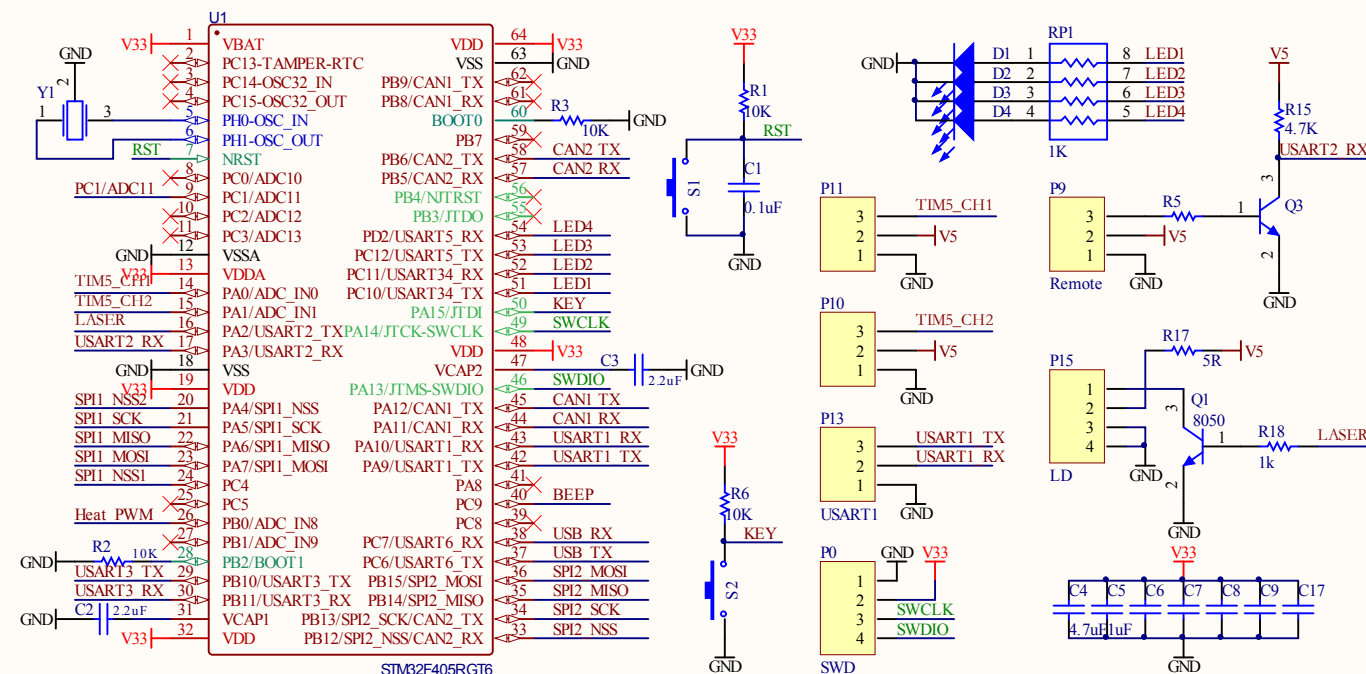 U1
V33 1 VBAT VDD 64 V33
2 PC13-TAMPER-RTC VSS 63 GND
3 PC14-OSC32_IN PB9/CAN1_TX 62
4 PC15-OSC32_OUT PB8/CAN1_RX 61
5 PH0-OSC_IN BOOT0 60 R3 10K GND
6 PH1-OSC_OUT PB7 59
RST 7 NRST PB6/CAN2_TX 58 CAN2_TX
8 PC0/ADC10 PB5/CAN2_RX 57 CAN2_RX
PC1/ADC11 9 PC1/ADC11 PB4/NJTRST 56
10 PC2/ADC12 PB3/JTDO 55
11 PC3/ADC13 PD2/USART5_RX 54 LED4
GND 12 VSSA PC12/USART5_TX 53 LED3
V33 13 VDDA PC11/USART34_RX 52 LED2
TIM5_CH1 14 PA0/ADC_IN0 PC10/USART34_TX 51 LED1
TIM5_CH2 15 PA1/ADC_IN1 PA15/JTDI 50 KEY
LASER 16 PA2/USART2_TX PA14/JTCK-SWCLK 49 SWCLK
USART2_RX 17 PA3/USART2_RX VDD 48 V33
GND 18 VSS VCAP2 47 C3 2.2uF GND
V33 19 VDD PA13/JTMS-SWDIO 46 SWDIO
SPI1_NSS2 20 PA4/SPI1_NSS PA12/CAN1_TX 45 CAN1_TX
SPI1_SCK 21 PA5/SPI1_SCK PA11/CAN1_RX 44 CAN1_RX
SPI1_MISO 22 PA6/SPI1_MISO PA10/USART1_RX 43 USART1_RX
SPI1_MOSI 23 PA7/SPI1_MOSI PA9/USART1_TX 42 USART1_TX
SPI1_NSS1 24 PC4 PA8 41
25 PC5 PC9 40 BEEP
Heat_PWM 26 PB0/ADC_IN8 PC8 39
27 PB1/ADC_IN9 PC7/USART6_RX 38 USB_RX
GND R2 10K 28 PB2/BOOT1 PC6/USART6_TX 37 USB_TX
USART3_TX 29 PB10/USART3_TX PB15/SPI2_MOSI 36 SPI2_MOSI
USART3_RX 30 PB11/USART3_RX PB14/SPI2_MISO 35 SPI2_MISO
GND C2 2.2uF 31 VCAP1 PB13/SPI2_SCK/CAN2_TX 34 SPI2_SCK
V33 32 VDD PB12/SPI2_NSS/CAN2_RX 33 SPI2_NSS
STM32F405RGT6
GND
2
Y1
1 3
V33
R1
10K
RST
S1
C1
0.1uF
GND
V33
R6
10K
KEY
S2
GND
RP1
GND D1 1 8 LED1
D2 2 7 LED2
D3 3 6 LED3
D4 4 5 LED4
1K
P11
3 TIM5_CH1
2 V5
1
GND
P10
3 TIM5_CH2
2 V5
1
GND
P13
3 USART1_TX
2 USART1_RX
1
USART1 GND
P0 GND V33
1
2
3 SWCLK
4 SWDIO
SWD
V5
R15
4.7K
USART2_RX
P9
3 R5 1 3 Q3
2 V5
1 2
GND
Remote GND
R17
5R V5
P15
1
2
3
4
LD
GND
Q1
8050
3
1
2
R18
1k
LASER
GND
V33
C4 C5 C6 C7 C8 C9 C17
4.7uF 1uF
GND